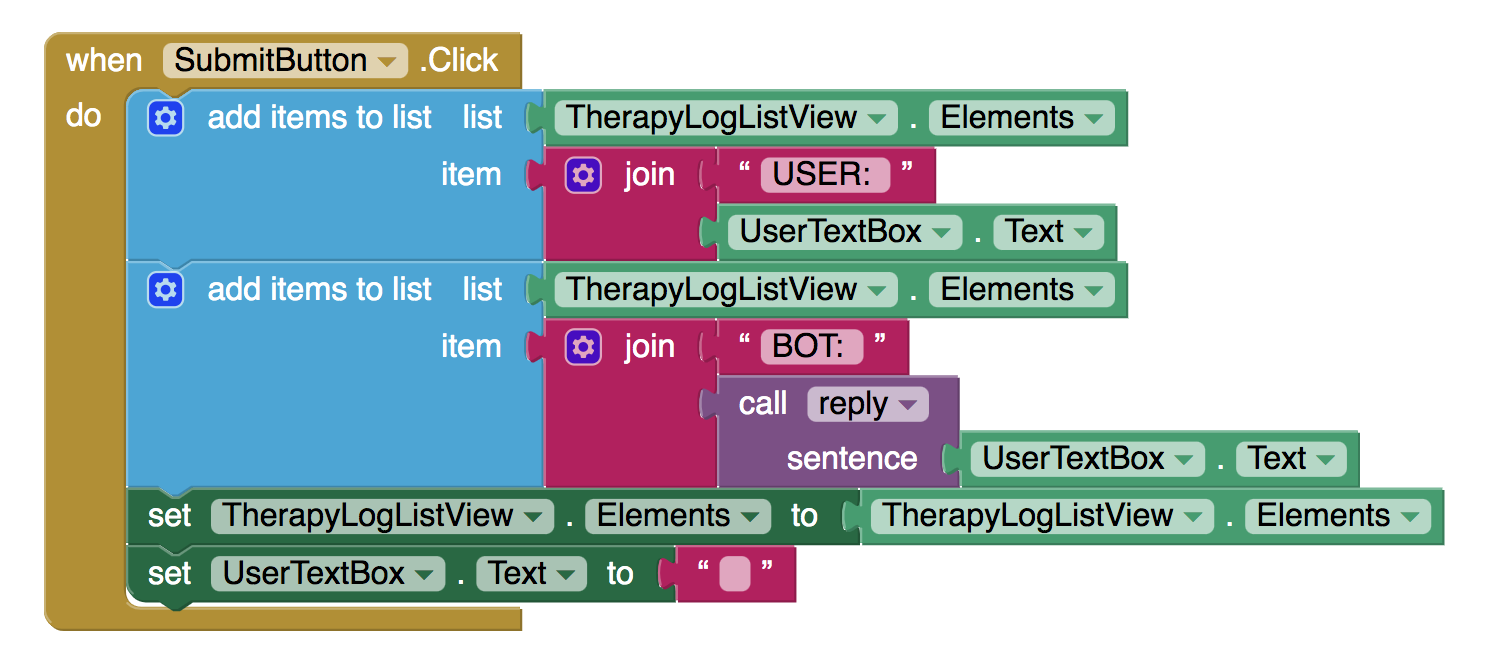 when SubmitButton .Click
do add items to list list TherapyLogListView . Elements
item join “ USER: ”
UserTextBox . Text
add items to list list TherapyLogListView . Elements
item join “ BOT: ”
call reply
sentence UserTextBox . Text
set TherapyLogListView . Elements to TherapyLogListView . Elements
set UserTextBox . Text to “ ”